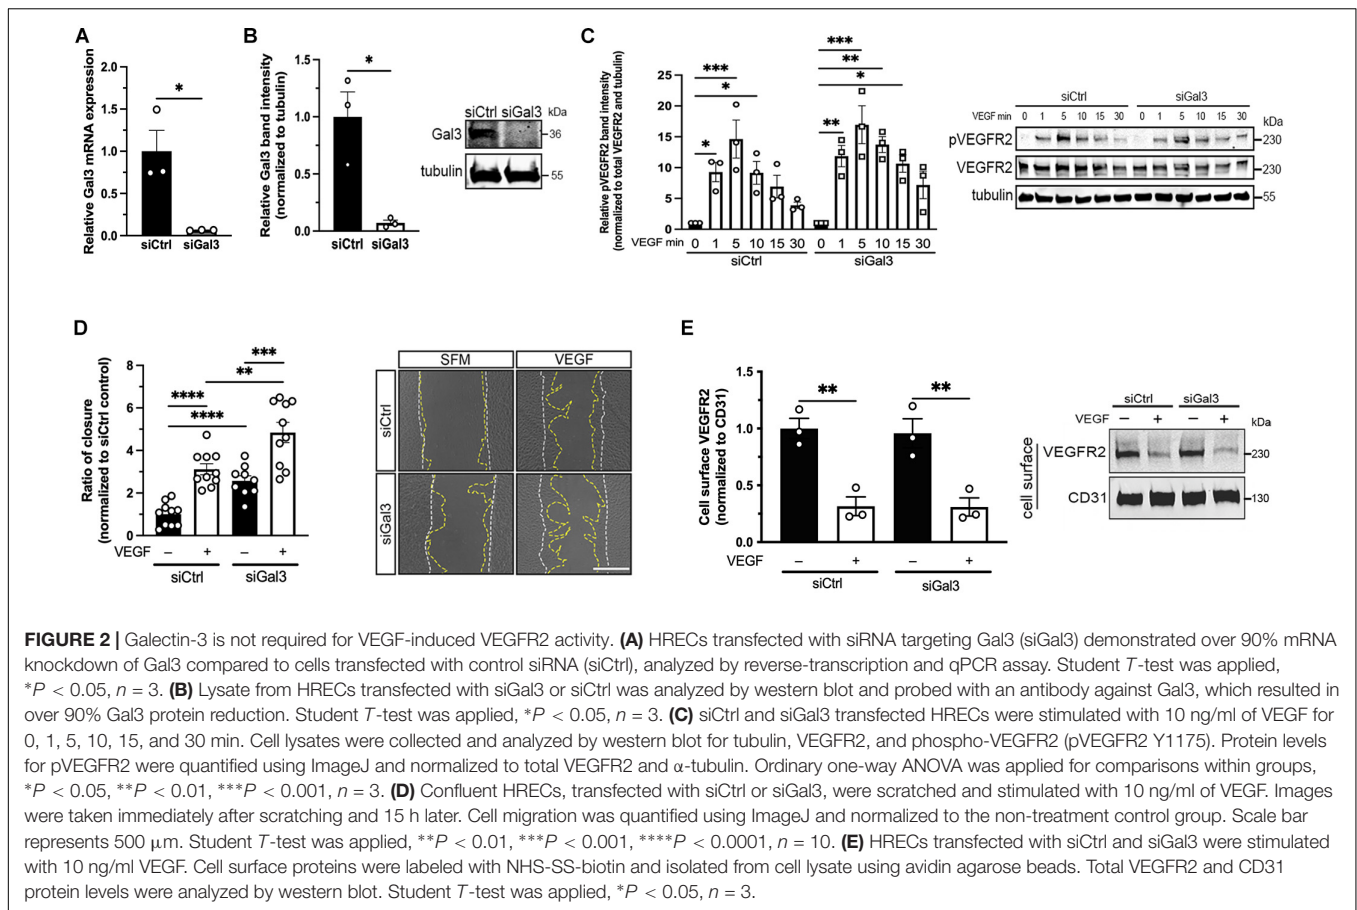 A
Relative Gal3 mRNA expression
2.0
1.5
1.0
0.5
0.0
*
siCtrl siGal3
B
Relative Gal3 band intensity
(normalized to tubulin)
1.5
1.0
0.5
0.0
*
siCtrl siGal3
siCtrl siGal3 kDa
Gal3 36
tubulin 55
C
Relative pVEGFR2 band intensity
(normalized to total VEGFR2 and tubulin)
25
20
15
10
5
0
***
*
*
***
**
*
**
VEGF min 0 1 5 10 15 30 0 1 5 10 15 30
siCtrl siGal3
siCtrl siGal3
VEGF min 0 1 5 10 15 30 0 1 5 10 15 30 kDa
pVEGFR2 230
VEGFR2 230
tubulin 55
D
Ratio of closure
(normalized to siCtrl control)
8
6
4
2
0
***
**
****
****
VEGF – + – +
siCtrl siGal3
SFM VEGF
siCtrl
siGal3
E
Cell surface VEGFR2
(normalized to CD31)
1.5
1.0
0.5
0.0
** **
VEGF – + – +
siCtrl siGal3
siCtrl siGal3
VEGF – + – + kDa
cell surface
VEGFR2 230
CD31 130
FIGURE 2 | Galectin-3 is not required for VEGF-induced VEGFR2 activity. (A) HRECs transfected with siRNA targeting Gal3 (siGal3) demonstrated over 90% mRNA
knockdown of Gal3 compared to cells transfected with control siRNA (siCtrl), analyzed by reverse-transcription and qPCR assay. Student T-test was applied,
*P < 0.05, n = 3. (B) Lysate from HRECs transfected with siGal3 or siCtrl was analyzed by western blot and probed with an antibody against Gal3, which resulted in
over 90% Gal3 protein reduction. Student T-test was applied, *P < 0.05, n = 3. (C) siCtrl and siGal3 transfected HRECs were stimulated with 10 ng/ml of VEGF for
0, 1, 5, 10, 15, and 30 min. Cell lysates were collected and analyzed by western blot for tubulin, VEGFR2, and phospho-VEGFR2 (pVEGFR2 Y1175). Protein levels
for pVEGFR2 were quantified using ImageJ and normalized to total VEGFR2 and α-tubulin. Ordinary one-way ANOVA was applied for comparisons within groups,
*P < 0.05, **P < 0.01, ***P < 0.001, n = 3. (D) Confluent HRECs, transfected with siCtrl or siGal3, were scratched and stimulated with 10 ng/ml of VEGF. Images
were taken immediately after scratching and 15 h later. Cell migration was quantified using ImageJ and normalized to the non-treatment control group. Scale bar
represents 500 μm. Student T-test was applied, **P < 0.01, ***P < 0.001, ****P < 0.0001, n = 10. (E) HRECs transfected with siCtrl and siGal3 were stimulated
with 10 ng/ml VEGF. Cell surface proteins were labeled with NHS-SS-biotin and isolated from cell lysate using avidin agarose beads. Total VEGFR2 and CD31
protein levels were analyzed by western blot. Student T-test was applied, *P < 0.05, n = 3.